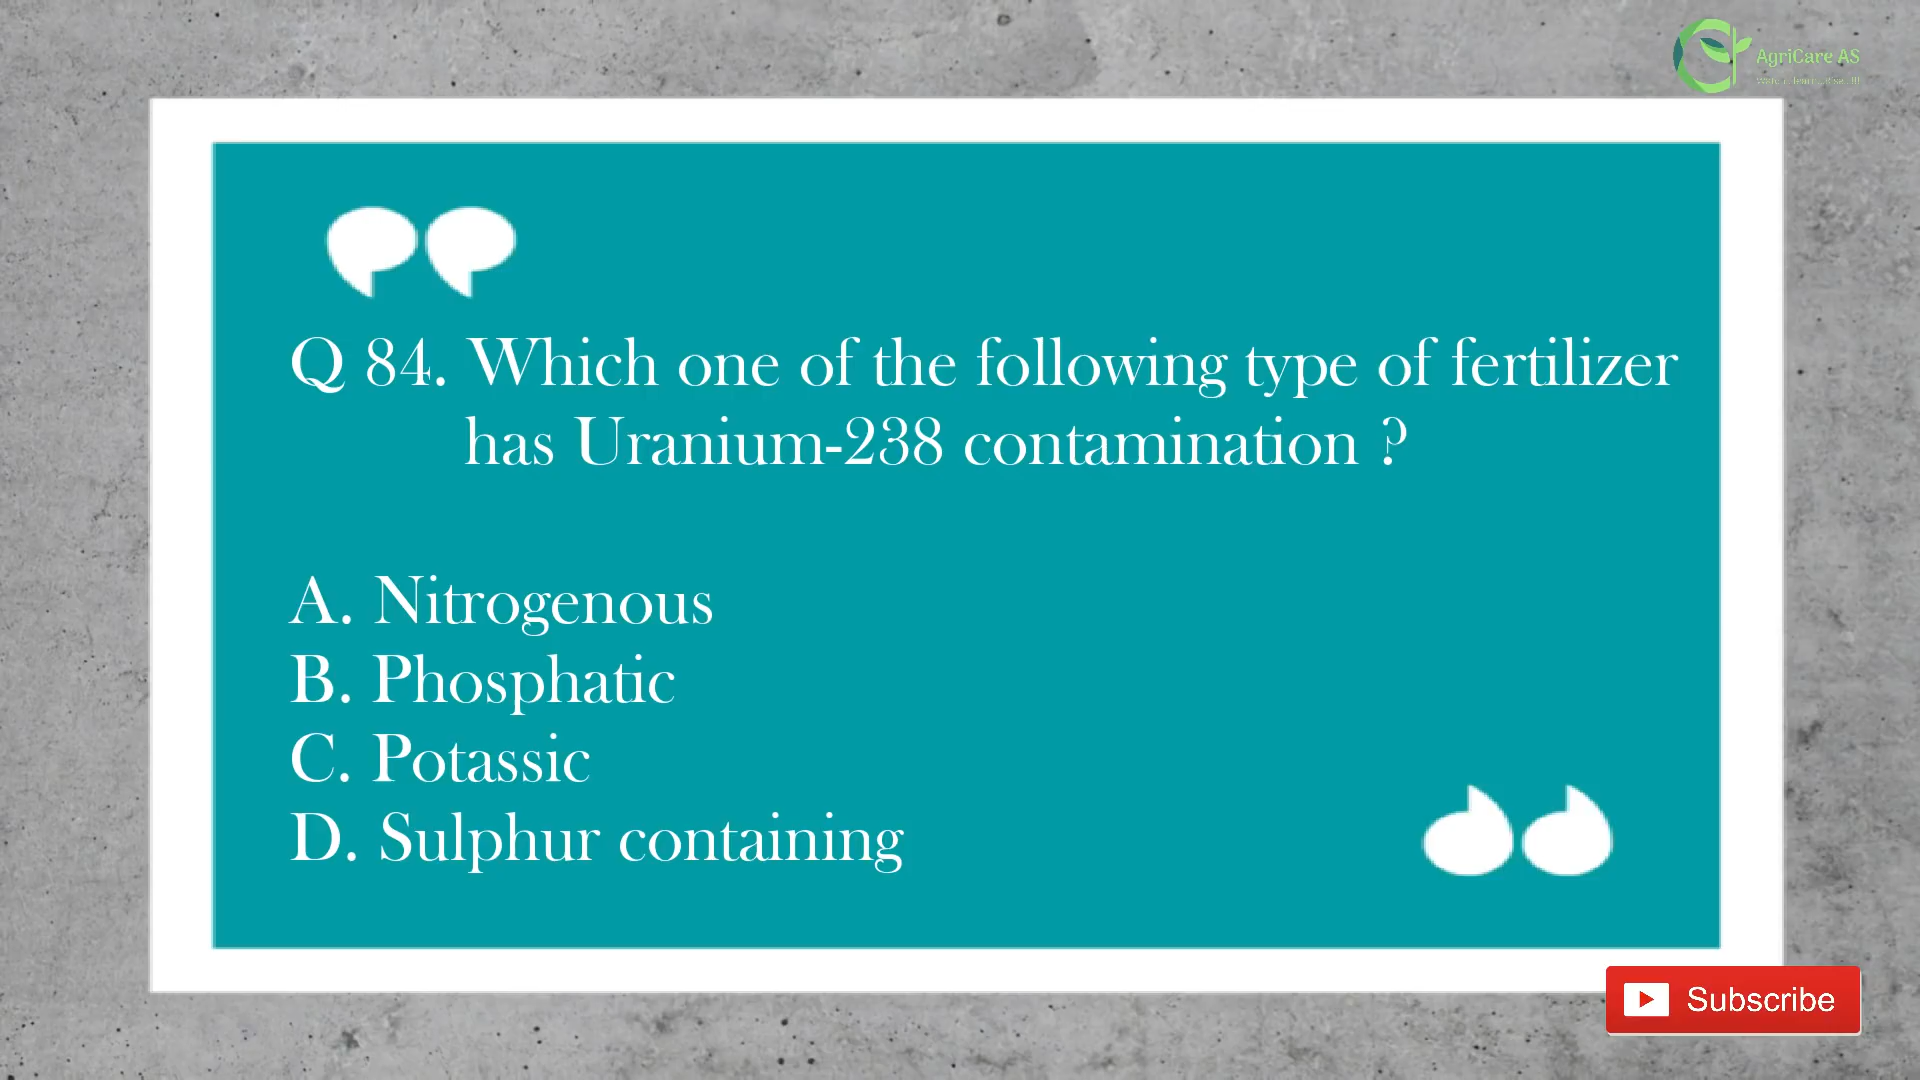 AgriCare AS
Q 84. Which one of the following type of fertilizer
has Uranium-238 contamination ?
A. Nitrogenous
B. Phosphatic
C. Potassic
D. Sulphur containing
Subscribe